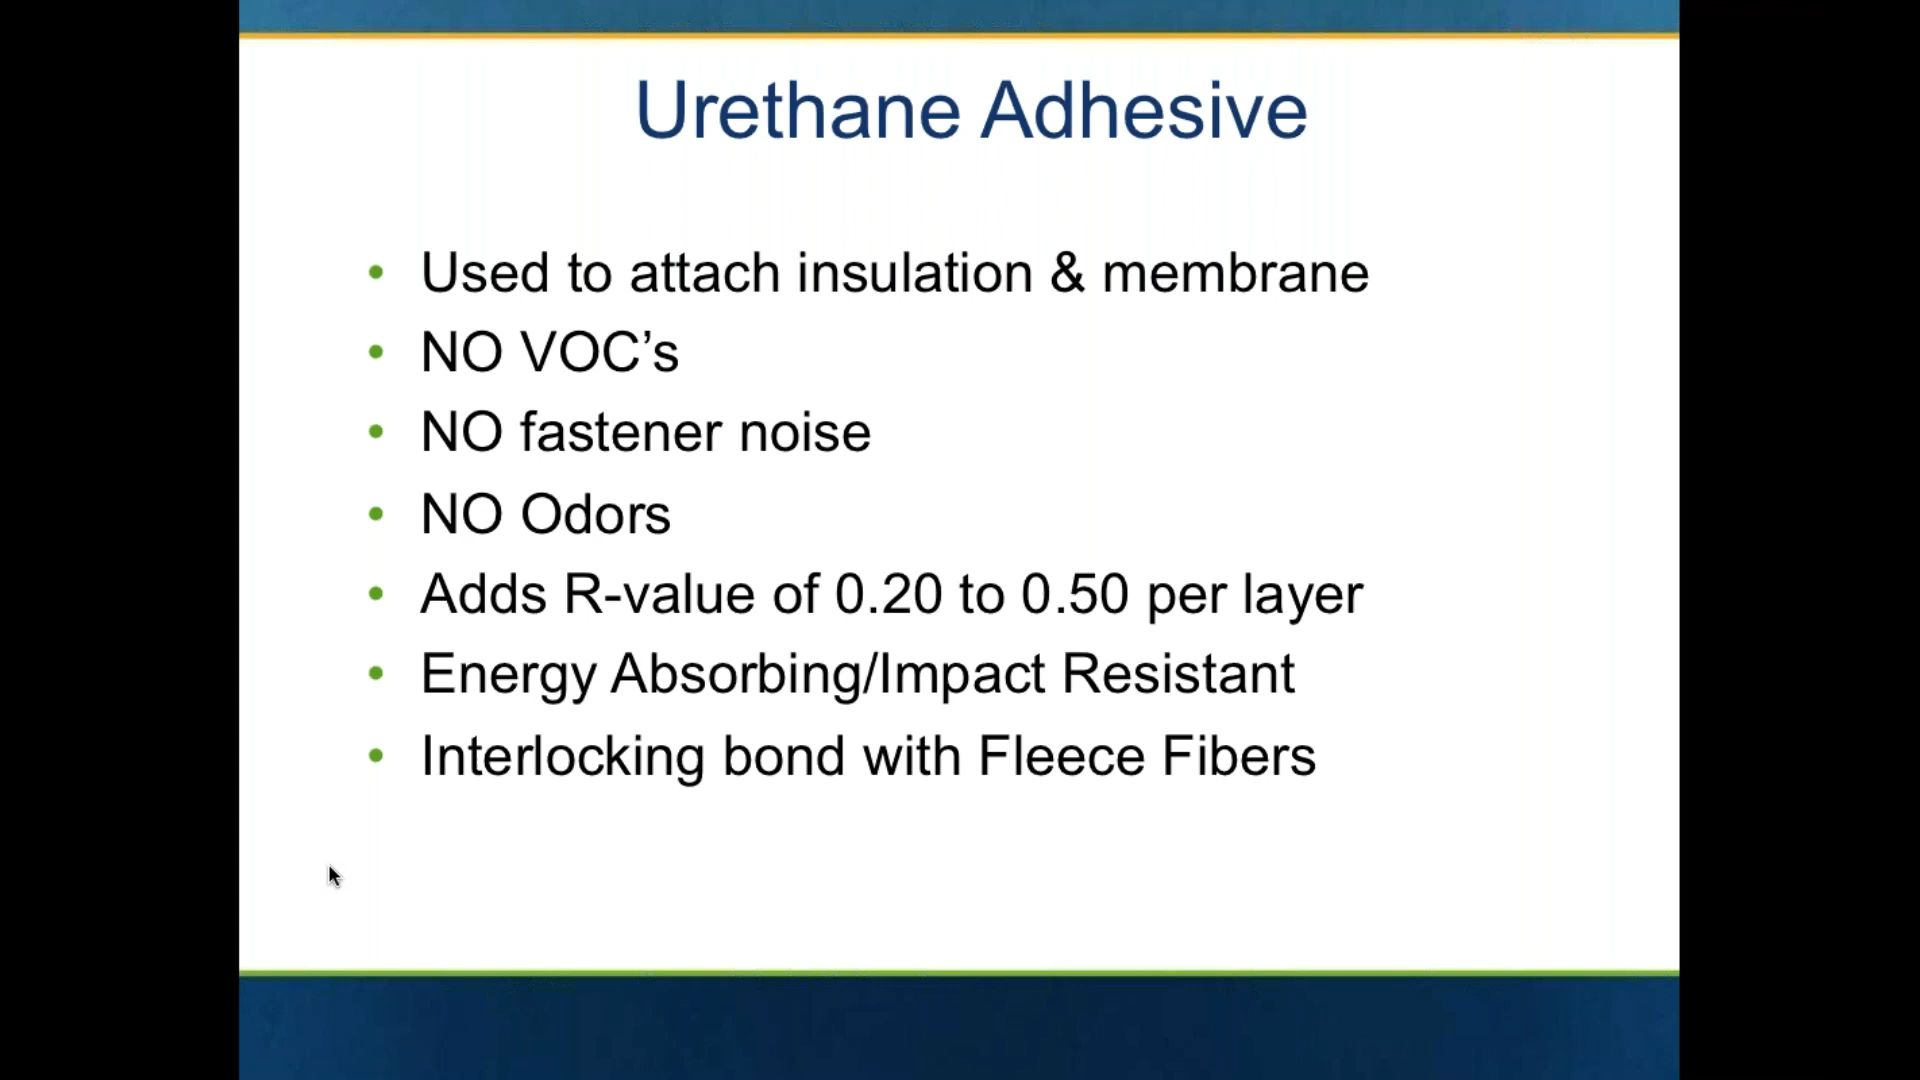 Urethane Adhesive
• Used to attach insulation & membrane
• NO VOC’s
• NO fastener noise
• NO Odors
• Adds R-value of 0.20 to 0.50 per layer
• Energy Absorbing/Impact Resistant
• Interlocking bond with Fleece Fibers